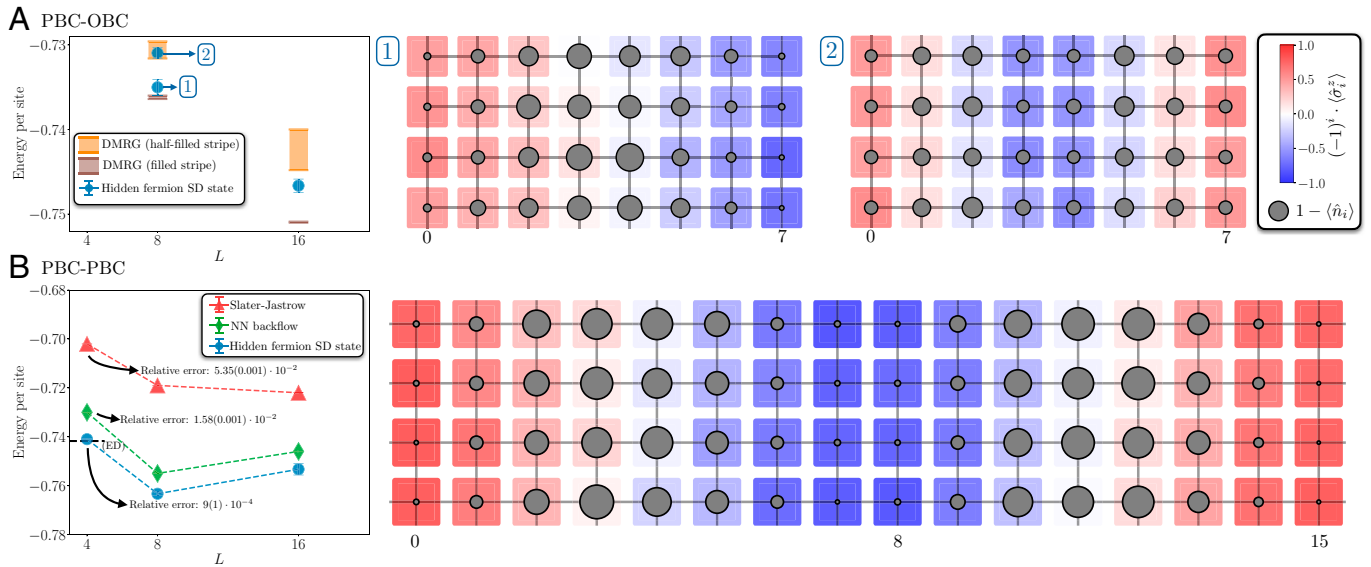 A PBC-OBC
−0.73
−0.74
−0.75
Energy per site
4 8 16
L
2
1
DMRG (half-filled stripe)
DMRG (filled stripe)
Hidden fermion SD state
1
0 7
2
0 7
1.0
0.5
0.0
−0.5
−1.0
(−1)^i · ⟨σ̂_i^z⟩
1 − ⟨n̂_i⟩
B PBC-PBC
−0.68
−0.70
−0.72
−0.74
−0.76
−0.78
Energy per site
4 8 16
L
Slater-Jastrow
NN backflow
Hidden fermion SD state
Relative error: 5.35(0.001) · 10^−2
Relative error: 1.58(0.001) · 10^−2
(ED)
Relative error: 9(1) · 10^−4
0 8 15